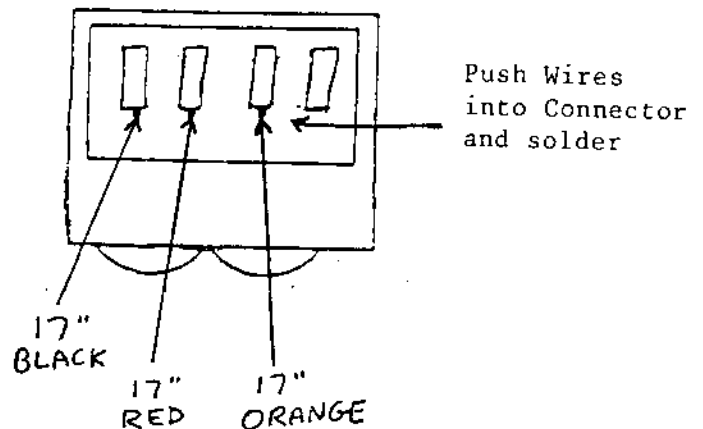 Push Wires
into Connector
and solder
17"
BLACK
17"
RED
17"
ORANGE